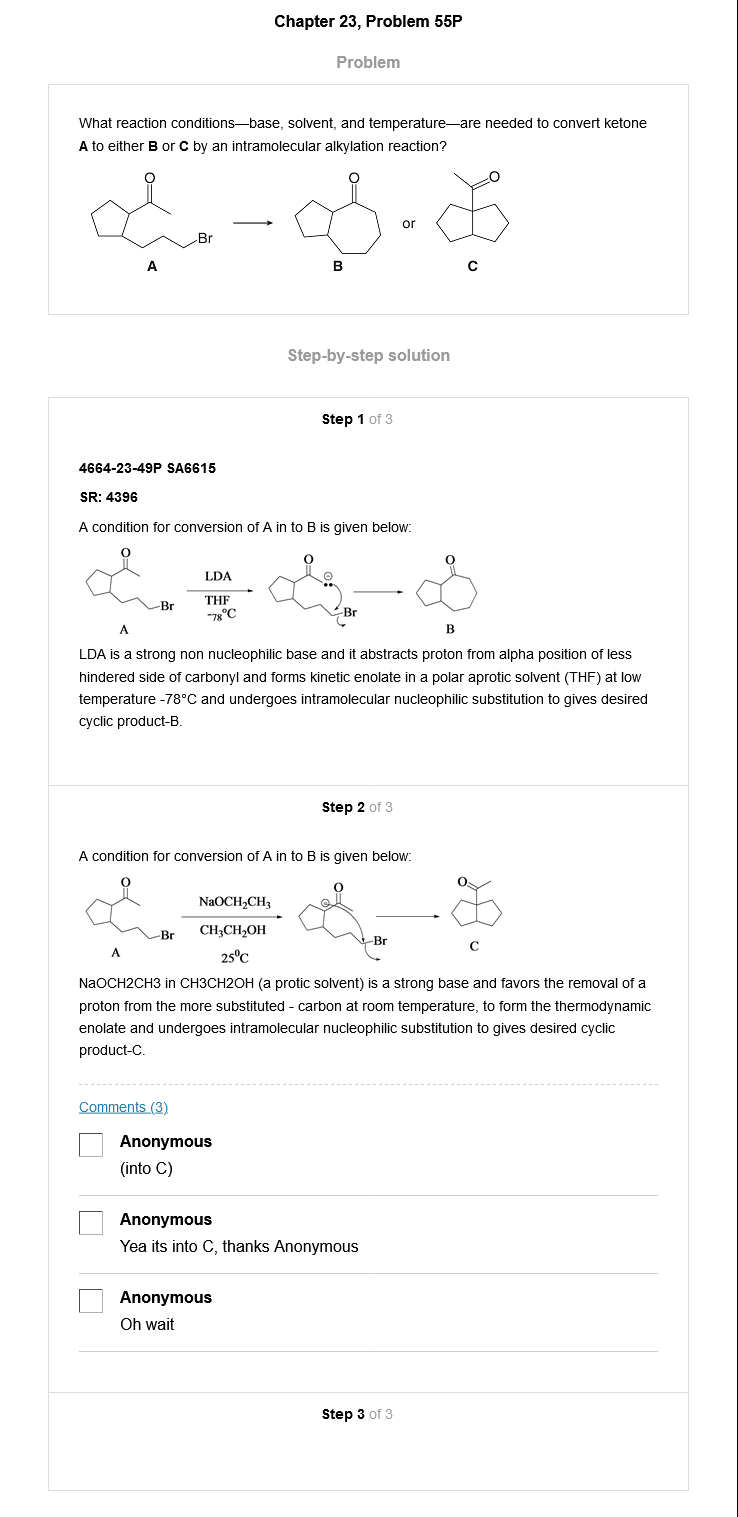 Chapter 23, Problem 55P
Problem
What reaction conditions—base, solvent, and temperature—are needed to convert ketone
A to either B or C by an intramolecular alkylation reaction?
O
Br
A
O
B
or
O
C
Step-by-step solution
Step 1 of 3
4664-23-49P SA6615
SR: 4396
A condition for conversion of A in to B is given below:
O
Br
A
LDA
THF
-78°C
O
⊖
Br
O
B
LDA is a strong non nucleophilic base and it abstracts proton from alpha position of less
hindered side of carbonyl and forms kinetic enolate in a polar aprotic solvent (THF) at low
temperature -78°C and undergoes intramolecular nucleophilic substitution to gives desired
cyclic product-B.
Step 2 of 3
A condition for conversion of A in to B is given below:
O
Br
A
NaOCH₂CH₃
CH₃CH₂OH
25⁰C
O
⊖
Br
O
C
NaOCH2CH3 in CH3CH2OH (a protic solvent) is a strong base and favors the removal of a
proton from the more substituted - carbon at room temperature, to form the thermodynamic
enolate and undergoes intramolecular nucleophilic substitution to gives desired cyclic
product-C.
Comments (3)
Anonymous
(into C)
Anonymous
Yea its into C, thanks Anonymous
Anonymous
Oh wait
Step 3 of 3